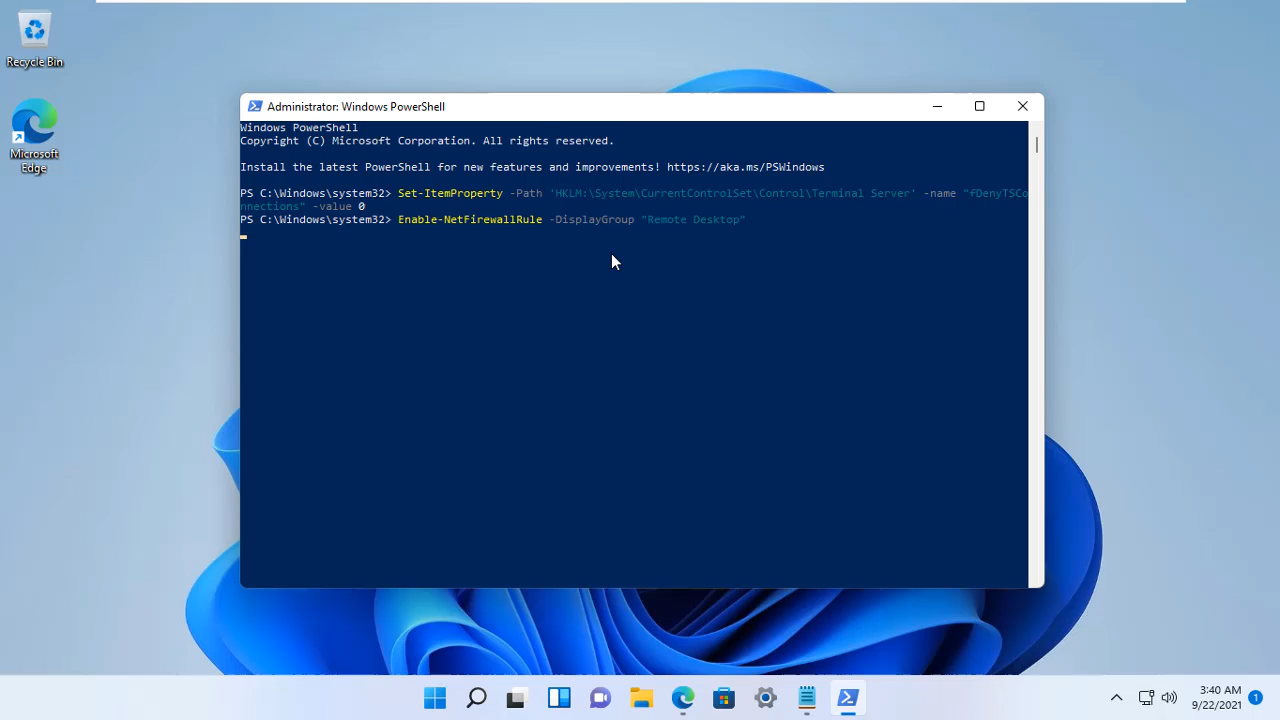 Recycle Bin
Microsoft
Edge
Administrator: Windows PowerShell
Windows PowerShell
Copyright (C) Microsoft Corporation. All rights reserved.
Install the latest PowerShell for new features and improvements! https://aka.ms/PSWindows
PS C:\Windows\system32> Set-ItemProperty -Path 'HKLM:\System\CurrentControlSet\Control\Terminal Server' -name "fDenyTSCo
nnections" -value 0
PS C:\Windows\system32> Enable-NetFirewallRule -DisplayGroup "Remote Desktop"
3:40 AM
9/22/2021
1